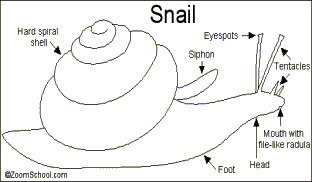 Snail
Hard spiral
shell
Eyespots
Siphon
Tentacles
Mouth with
file-like radula
Head
Foot
©ZoomSchool.com